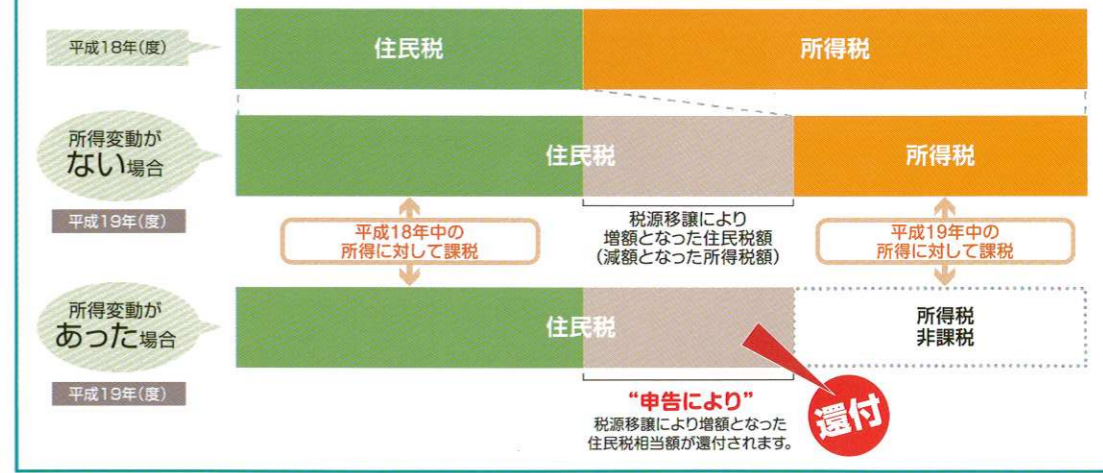 平成18年(度)
住民税
所得税
所得変動が
ない場合
平成19年(度)
住民税
所得税
平成18年中の
所得に対して課税
税源移譲により
増額となった住民税額
(減額となった所得税額)
平成19年中の
所得に対して課税
所得変動が
あった場合
平成19年(度)
住民税
所得税
非課税
“申告により”
税源移譲により増額となった
住民税相当額が還付されます。
還付